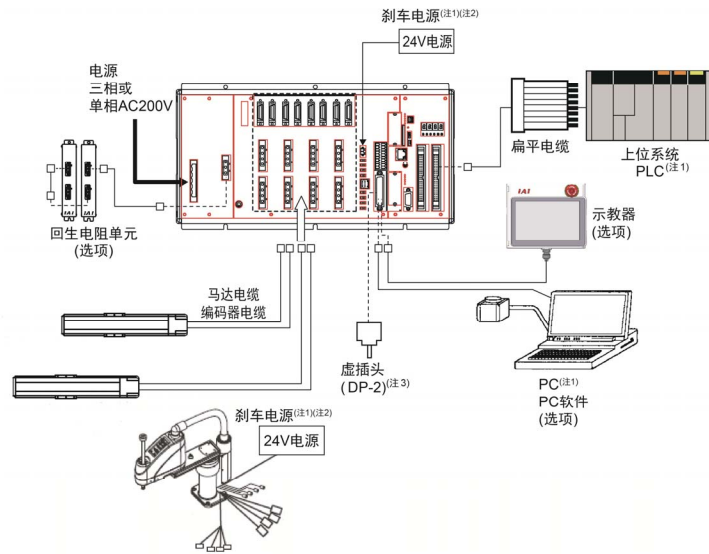 刹车电源(注1)(注2)
24V电源
电源
三相或
单相AC200V
扁平电缆
上位系统
PLC(注1)
IAI
示教器
(选项)
回生电阻单元
(选项)
马达电缆
编码器电缆
虚插头
(DP-2)(注3)
PC(注1)
PC软件
(选项)
刹车电源(注1)(注2)
24V电源